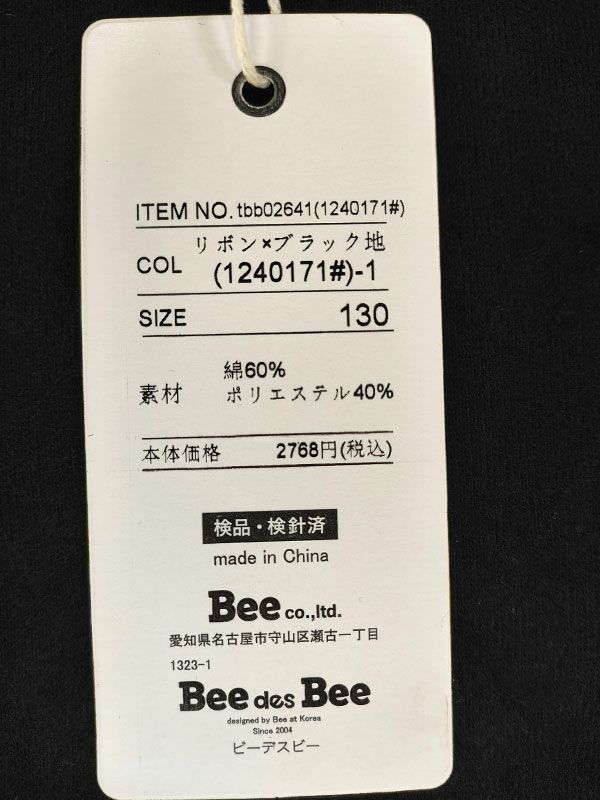 ITEM NO. tbb02641(1240171#)
リボン×ブラック地
COL (1240171#)-1
SIZE 130
綿60%
素材 ポリエステル40%
本体価格 2768円(税込)
検品・検針済
made in China
Bee co.,ltd.
愛知県名古屋市守山区瀬古一丁目
1323-1
Bee des Bee
designed by Bee at Korea
Since 2004
ビーデスビー